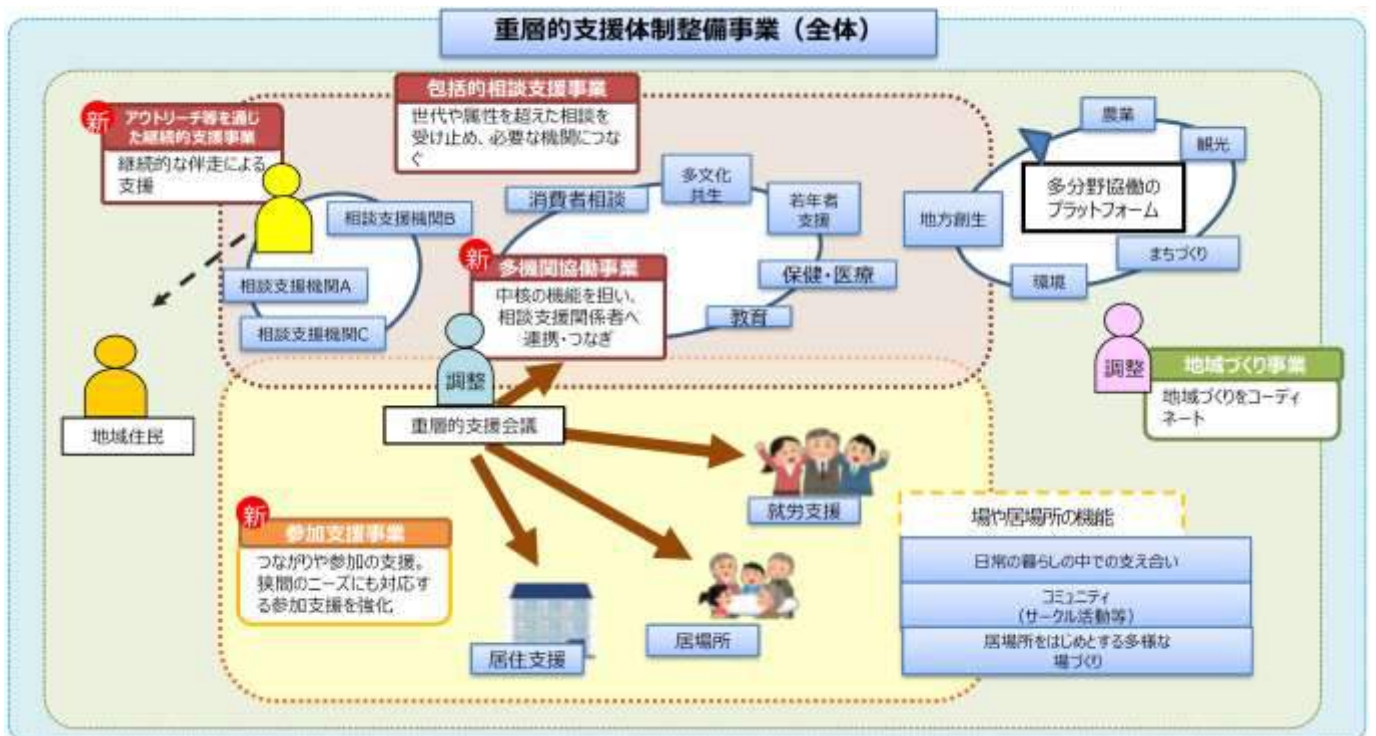 重層的支援体制整備事業（全体）
新
アウトリーチ等を通じ
た継続的支援事業
継続的な伴走による
支援
包括的相談支援事業
世代や属性を超えた相談を
受け止め、必要な機関につな
ぐ
相談支援機関B
相談支援機関A
相談支援機関C
地域住民
消費者相談
多文化
共生
若年者
支援
保健・医療
教育
新
多機関協働事業
中核の機能を担い、
相談支援関係者へ
連携・つなぎ
調整
重層的支援会議
農業
観光
多分野協働の
プラットフォーム
地方創生
まちづくり
環境
調整
地域づくり事業
地域づくりをコーディ
ネート
新
参加支援事業
つながりや参加の支援。
狭間のニーズにも対応す
る参加支援を強化
就労支援
居場所
居住支援
場や居場所の機能
日常の暮らしの中での支え合い
コミュニティ
（サークル活動等）
居場所をはじめとする多様な
場づくり